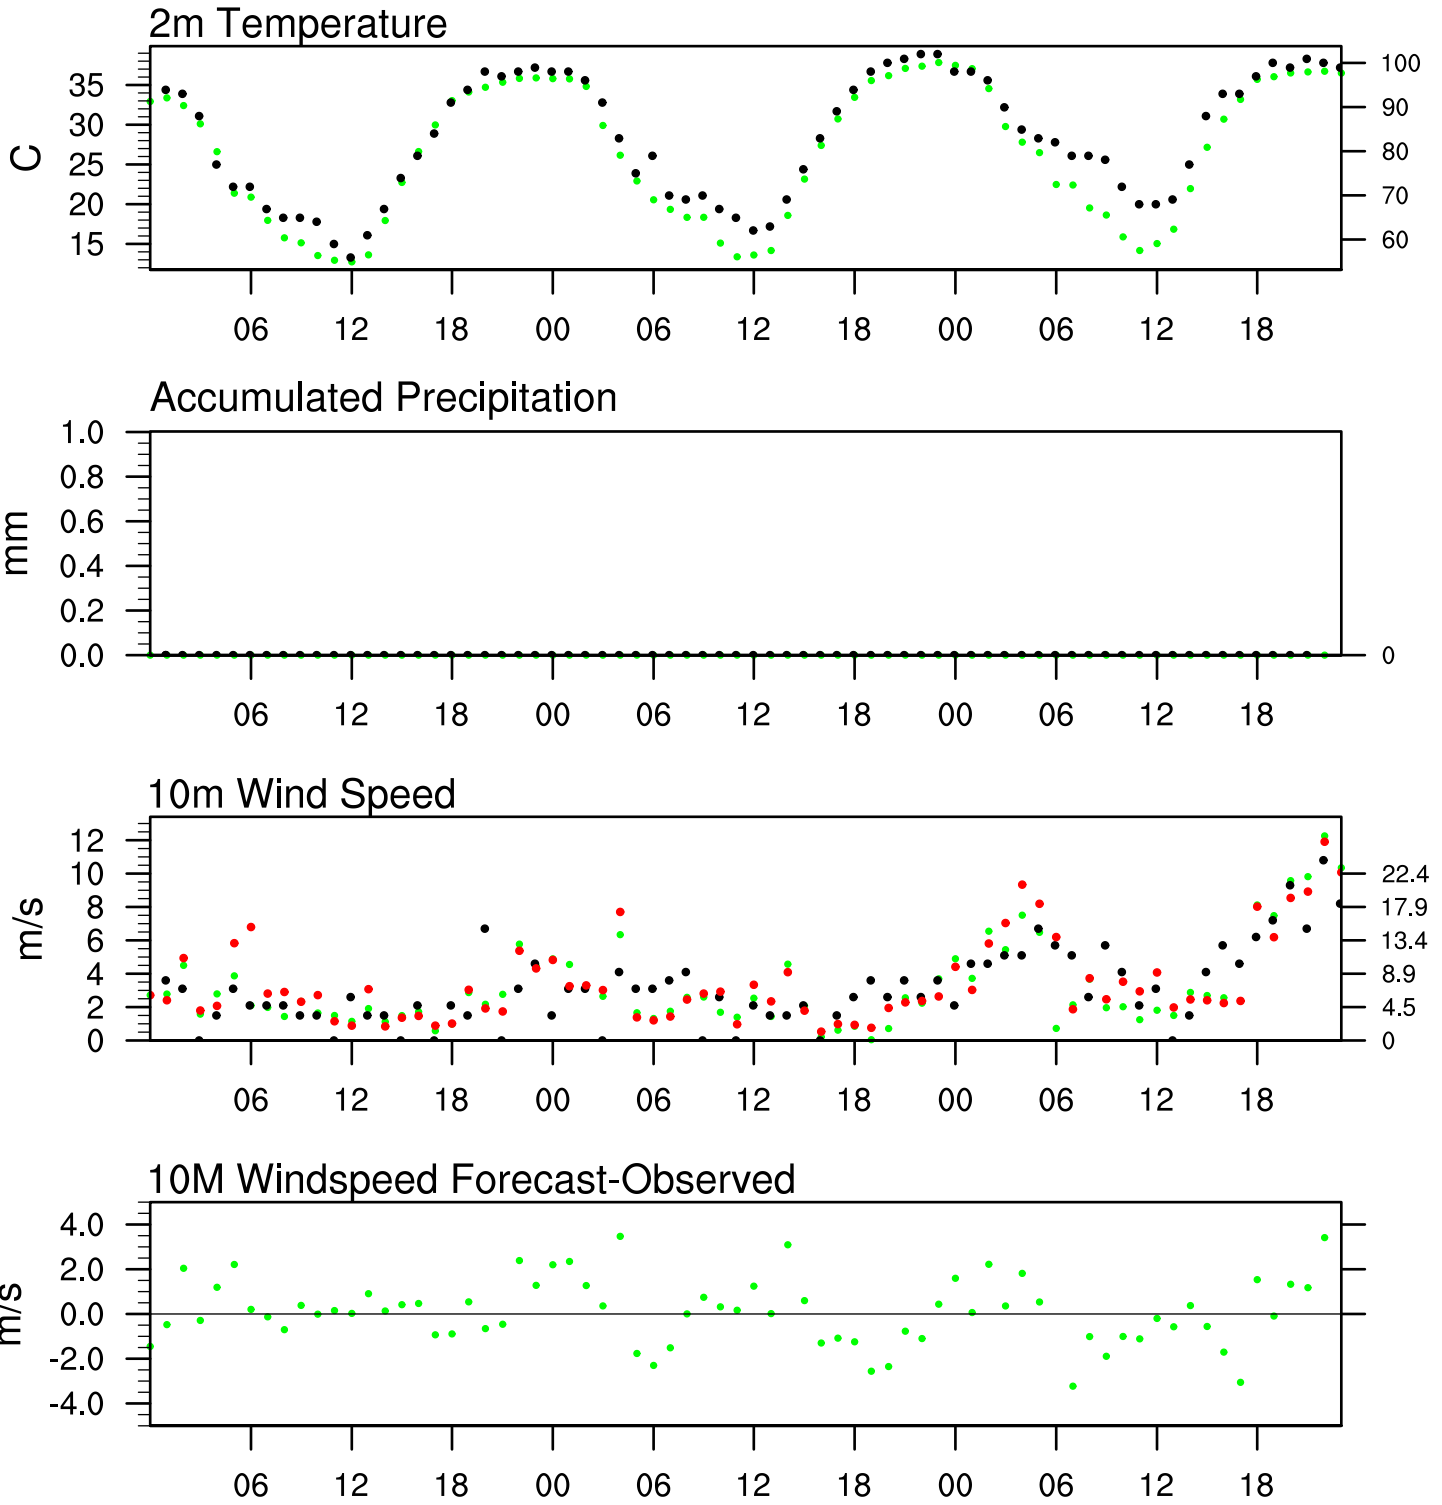 2m Temperature
35
30
25
20
15
C
100
90
80
70
60
06 12 18 00 06 12 18 00 06 12 18
Accumulated Precipitation
1.0
0.8
0.6
0.4
0.2
0.0
mm
0
06 12 18 00 06 12 18 00 06 12 18
10m Wind Speed
12
10
8
6
4
2
0
m/s
22.4
17.9
13.4
8.9
4.5
0
06 12 18 00 06 12 18 00 06 12 18
10M Windspeed Forecast-Observed
4.0
2.0
0.0
-2.0
-4.0
m/s
06 12 18 00 06 12 18 00 06 12 18